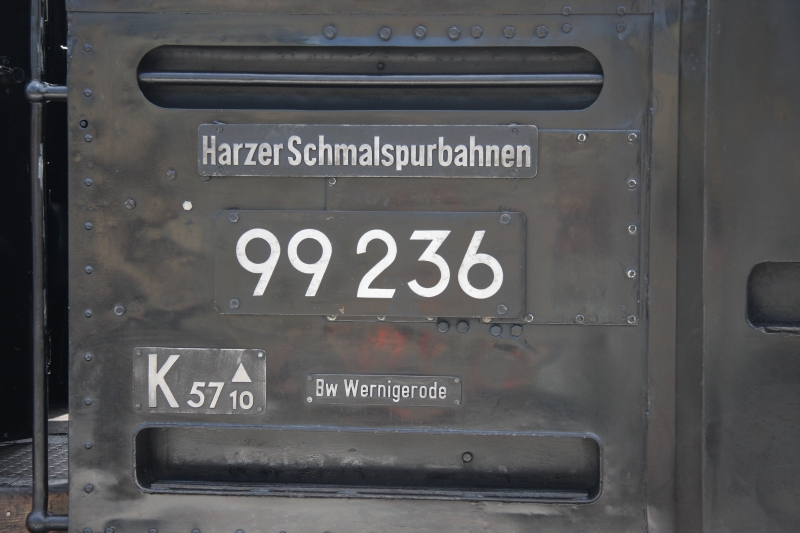 Harzer Schmalspurbahnen
99 236
K 57 10
Bw Wernigerode